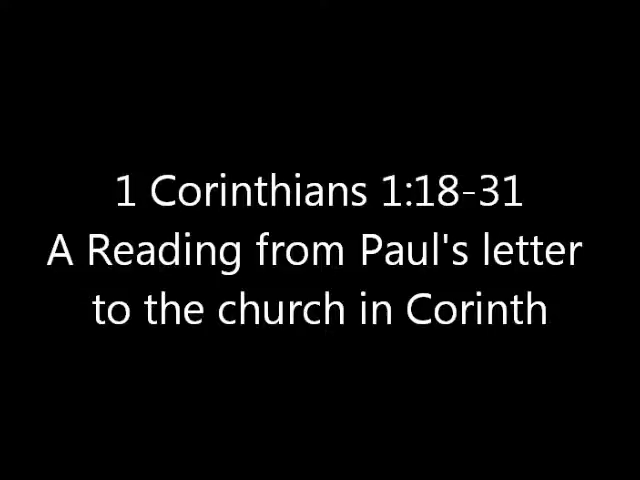 1 Corinthians 1:18-31
A Reading from Paul's letter
to the church in Corinth